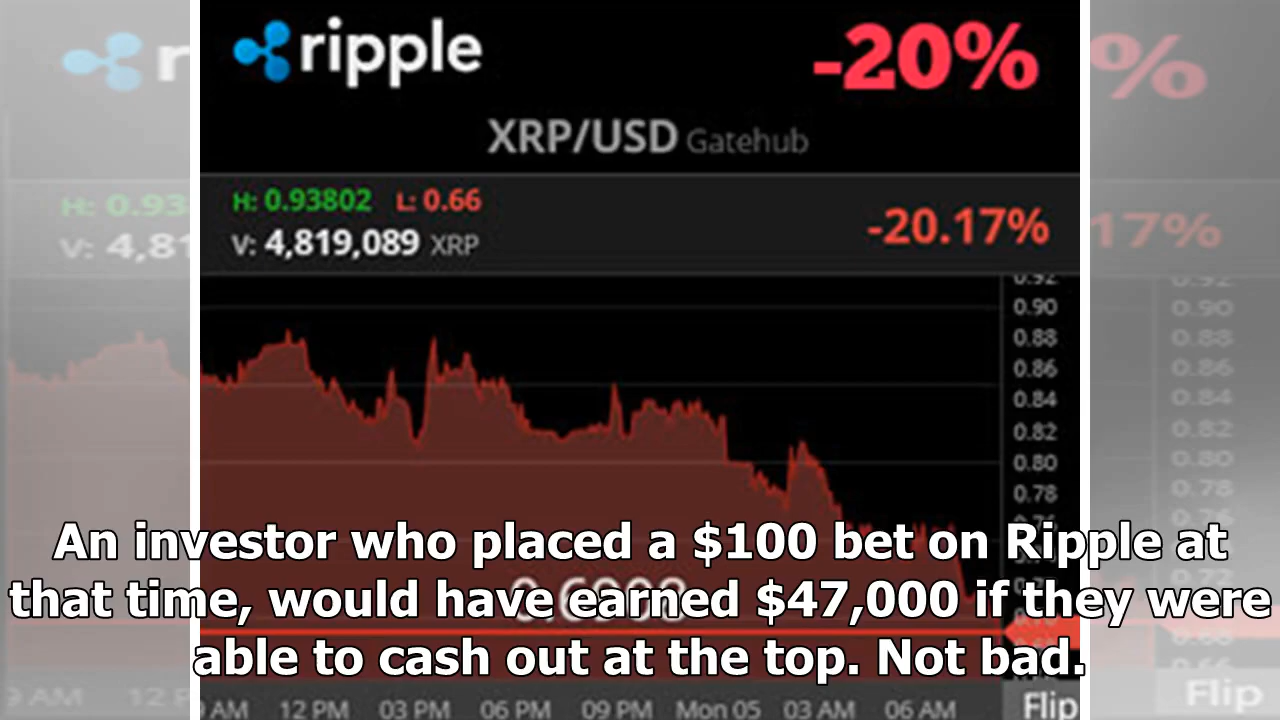 ripple
-20%
XRP/USD Gatehub
H: 0.93802 L: 0.66
V: 4,819,089 XRP
-20.17%
0.92
0.90
0.88
0.86
0.84
0.82
0.80
0.78
An investor who placed a $100 bet on Ripple at
that time, would have earned $47,000 if they were
able to cash out at the top. Not bad.
AM 12 PM 03 PM 06 PM 09 PM Mon 05 03 AM 06 AM
Flip